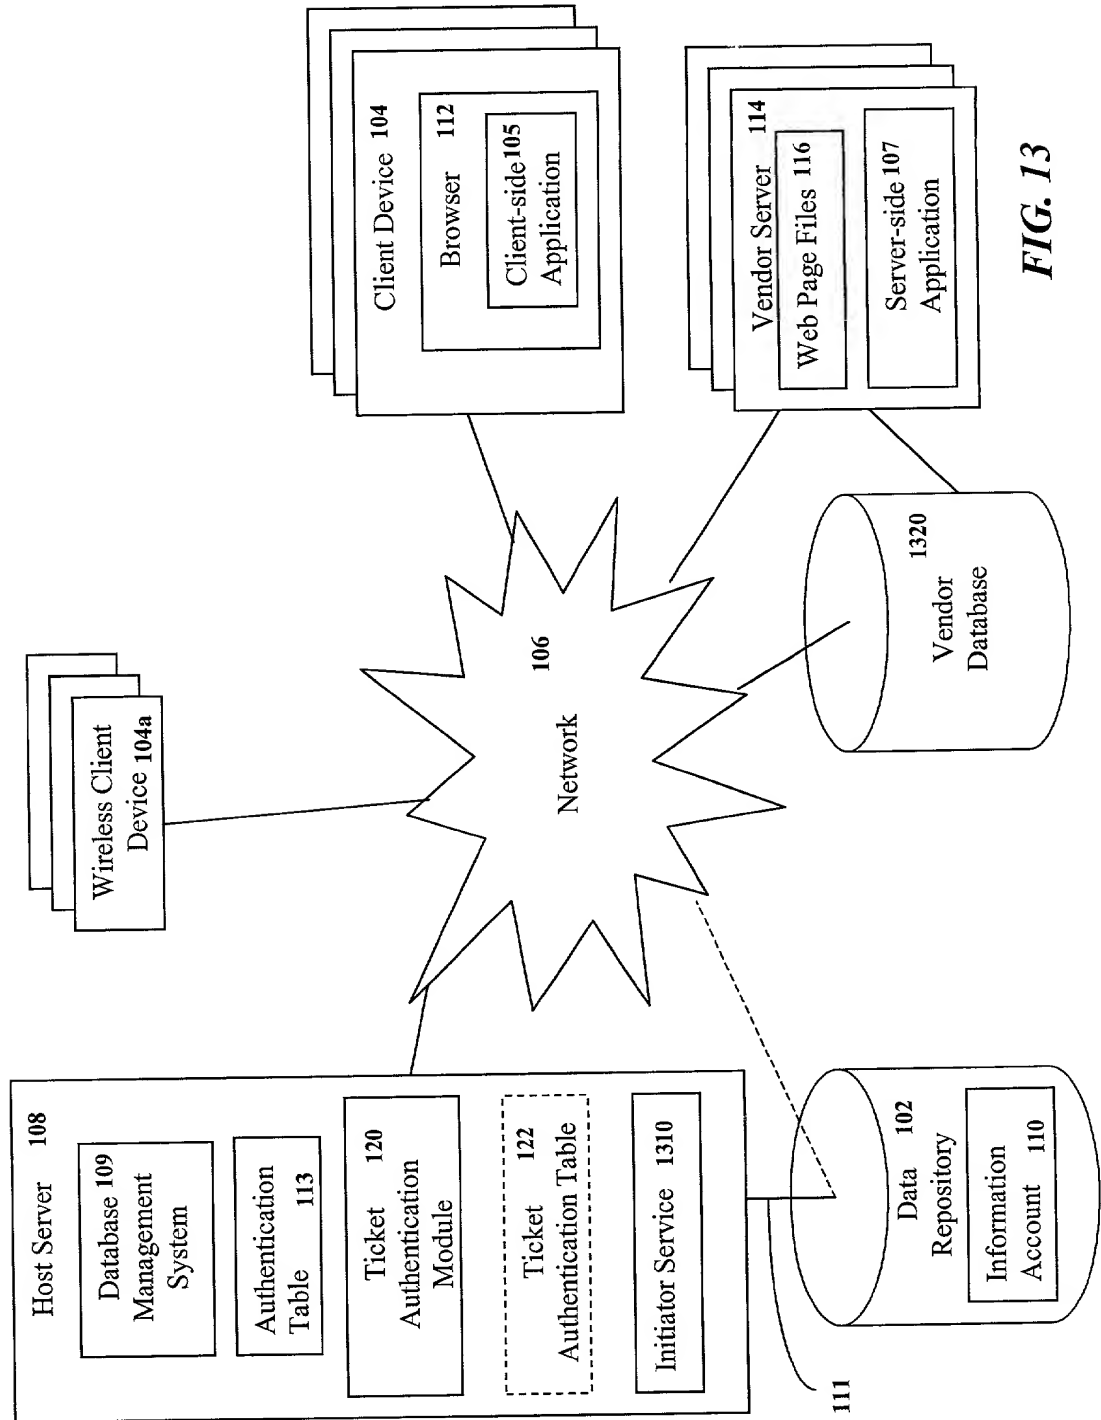 Host Server 108
Database 109
Management
System
Authentication
Table 113
Ticket 120
Authentication
Module
Ticket 122
Authentication Table
Initiator Service 1310
111
Data 102
Repository
Information
Account 110
Wireless Client
Device 104a
106
Network
Client Device 104
Browser 112
Client-side 105
Application
Vendor Server 114
Web Page Files 116
Server-side 107
Application
1320
Vendor
Database
FIG. 13